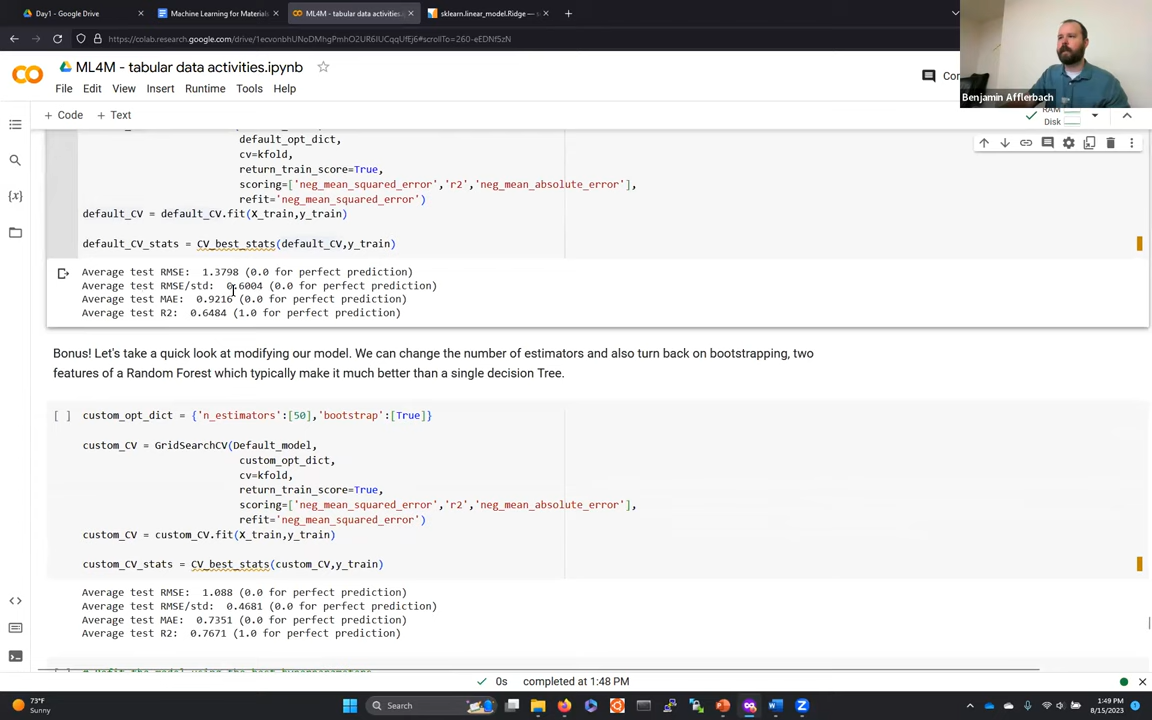 Day1 - Google Drive
Machine Learning for Materials
ML4M - tabular data activities.
sklearn.linear_model.Ridge —
https://colab.research.google.com/drive/1ecvonbhUNoDMhgPmhO2UR6IUCqqUfEj6#scrollTo=260-eEDNf5zN
ML4M - tabular data activities.ipynb
File Edit View Insert Runtime Tools Help
Benjamin Afflerbach
+ Code + Text
RAM
Disk
default_opt_dict,
cv=kfold,
return_train_score=True,
scoring=['neg_mean_squared_error','r2','neg_mean_absolute_error'],
refit='neg_mean_squared_error')
default_CV = default_CV.fit(X_train,y_train)
default_CV_stats = CV_best_stats(default_CV,y_train)
Average test RMSE: 1.3798 (0.0 for perfect prediction)
Average test RMSE/std: 0.6004 (0.0 for perfect prediction)
Average test MAE: 0.9216 (0.0 for perfect prediction)
Average test R2: 0.6484 (1.0 for perfect prediction)
Bonus! Let's take a quick look at modifying our model. We can change the number of estimators and also turn back on bootstrapping, two
features of a Random Forest which typically make it much better than a single decision Tree.
[ ] custom_opt_dict = {'n_estimators':[50],'bootstrap':[True]}
custom_CV = GridSearchCV(Default_model,
custom_opt_dict,
cv=kfold,
return_train_score=True,
scoring=['neg_mean_squared_error','r2','neg_mean_absolute_error'],
refit='neg_mean_squared_error')
custom_CV = custom_CV.fit(X_train,y_train)
custom_CV_stats = CV_best_stats(custom_CV,y_train)
Average test RMSE: 1.088 (0.0 for perfect prediction)
Average test RMSE/std: 0.4681 (0.0 for perfect prediction)
Average test MAE: 0.7351 (0.0 for perfect prediction)
Average test R2: 0.7671 (1.0 for perfect prediction)
0s completed at 1:48 PM
73°F
Sunny
Search
1:49 PM
8/15/2023